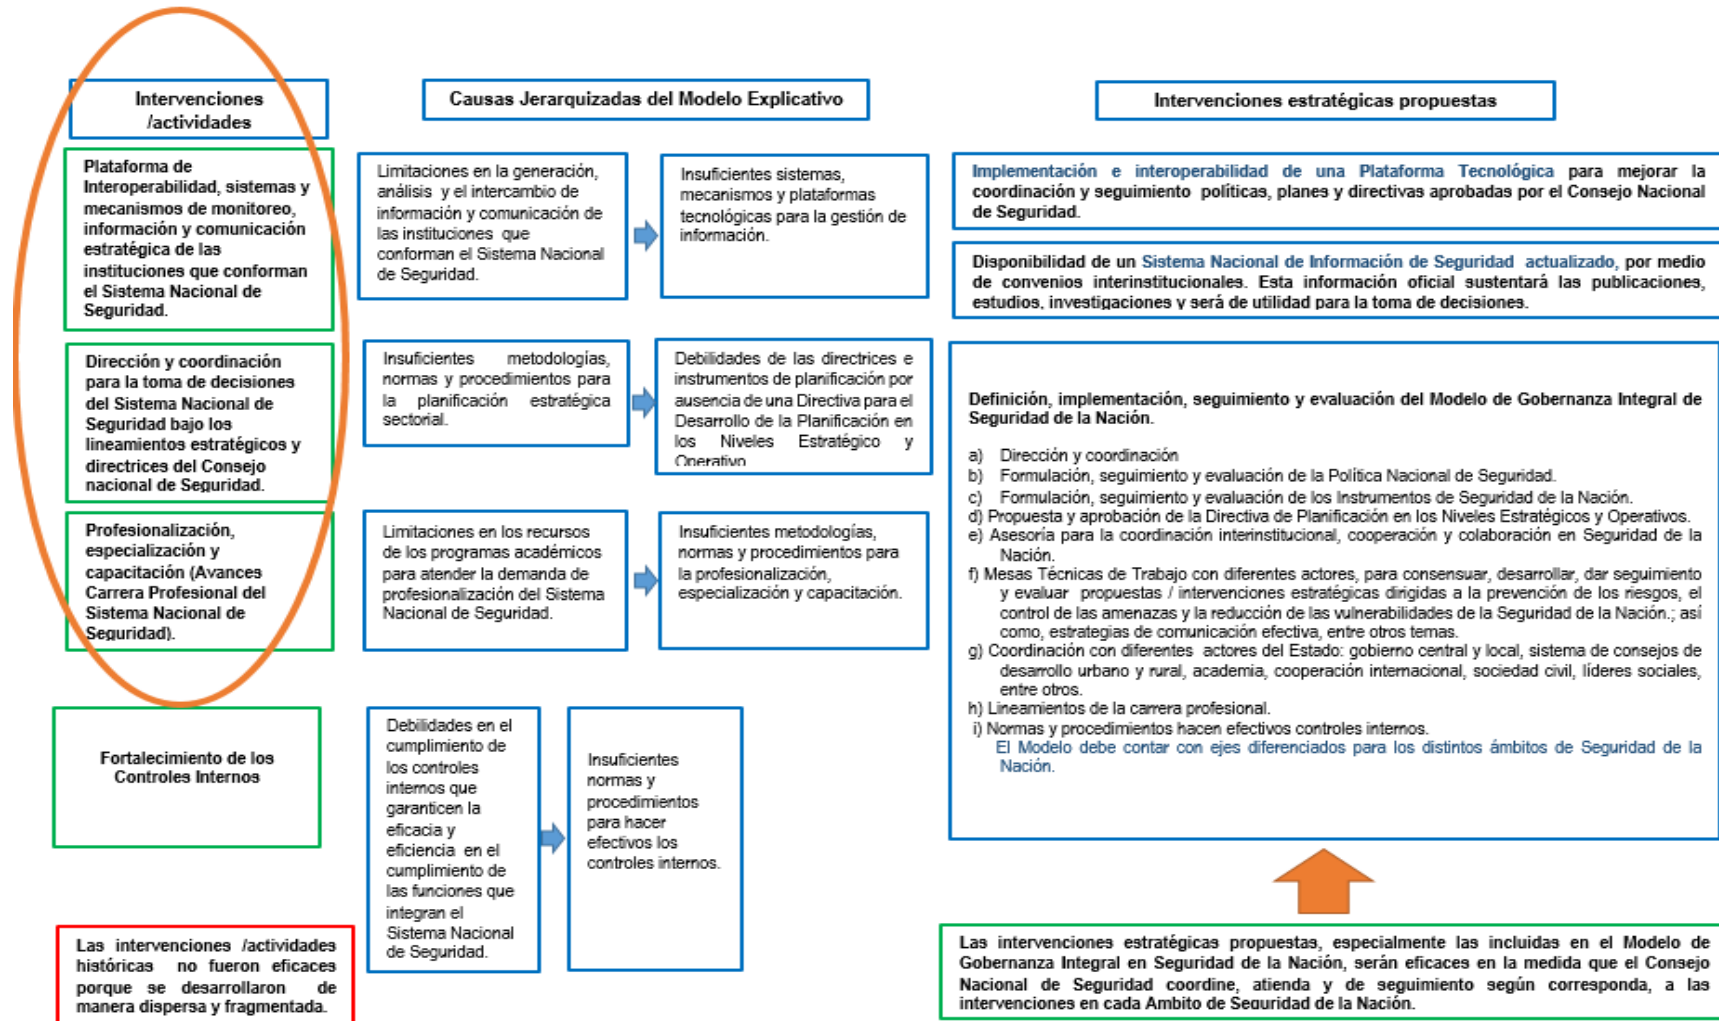 Intervenciones
/actividades
Causas Jerarquizadas del Modelo Explicativo
Intervenciones estratégicas propuestas
Plataforma de
Interoperabilidad, sistemas y
mecanismos de monitoreo,
información y comunicación
estratégica de las
instituciones que conforman
el Sistema Nacional de
Seguridad.
Limitaciones en la generación,
análisis y el intercambio de
información y comunicación de
las instituciones que
conforman el Sistema Nacional
de Seguridad.
Insuficientes sistemas,
mecanismos y plataformas
tecnológicas para la gestión de
información.
Implementación e interoperabilidad de una Plataforma Tecnológica para mejorar la
coordinación y seguimiento políticas, planes y directivas aprobadas por el Consejo Nacional
de Seguridad.
Disponibilidad de un Sistema Nacional de Información de Seguridad actualizado, por medio
de convenios interinstitucionales. Esta información oficial sustentará las publicaciones,
estudios, investigaciones y será de utilidad para la toma de decisiones.
Dirección y coordinación
para la toma de decisiones
del Sistema Nacional de
Seguridad bajo los
lineamientos estratégicos y
directrices del Consejo
nacional de Seguridad.
Insuficientes metodologías,
normas y procedimientos para
la planificación estratégica
sectorial.
Debilidades de las directrices e
instrumentos de planificación por
ausencia de una Directiva para el
Desarrollo de la Planificación en
los Niveles Estratégico y
Operativo
Definición, implementación, seguimiento y evaluación del Modelo de Gobernanza Integral de
Seguridad de la Nación.
a) Dirección y coordinación
b) Formulación, seguimiento y evaluación de la Política Nacional de Seguridad.
c) Formulación, seguimiento y evaluación de los Instrumentos de Seguridad de la Nación.
d) Propuesta y aprobación de la Directiva de Planificación en los Niveles Estratégicos y Operativos.
e) Asesoría para la coordinación interinstitucional, cooperación y colaboración en Seguridad de la
Nación.
f) Mesas Técnicas de Trabajo con diferentes actores, para consensuar, desarrollar, dar seguimiento
y evaluar propuestas / intervenciones estratégicas dirigidas a la prevención de los riesgos, el
control de las amenazas y la reducción de las vulnerabilidades de la Seguridad de la Nación.; así
como, estrategias de comunicación efectiva, entre otros temas.
g) Coordinación con diferentes actores del Estado: gobierno central y local, sistema de consejos de
desarrollo urbano y rural, academia, cooperación internacional, sociedad civil, líderes sociales,
entre otros.
h) Lineamientos de la carrera profesional.
i) Normas y procedimientos hacen efectivos controles internos.
El Modelo debe contar con ejes diferenciados para los distintos ámbitos de Seguridad de la
Nación.
Profesionalización,
especialización y
capacitación (Avances
Carrera Profesional del
Sistema Nacional de
Seguridad).
Limitaciones en los recursos
de los programas académicos
para atender la demanda de
profesionalización del Sistema
Nacional de Seguridad.
Insuficientes metodologías,
normas y procedimientos para
la profesionalización,
especialización y capacitación.
Fortalecimiento de los
Controles Internos
Debilidades en el
cumplimiento de
los controles
internos que
garanticen la
eficacia y
eficiencia en el
cumplimiento de
las funciones que
integran el
Sistema Nacional
de Seguridad.
Insuficientes
normas y
procedimientos
para hacer
efectivos los
controles internos.
Las intervenciones /actividades
históricas no fueron eficaces
porque se desarrollaron de
manera dispersa y fragmentada.
Las intervenciones estratégicas propuestas, especialmente las incluidas en el Modelo de
Gobernanza Integral en Seguridad de la Nación, serán eficaces en la medida que el Consejo
Nacional de Seguridad coordine, atienda y de seguimiento según corresponda, a las
intervenciones en cada Ambito de Seguridad de la Nación.